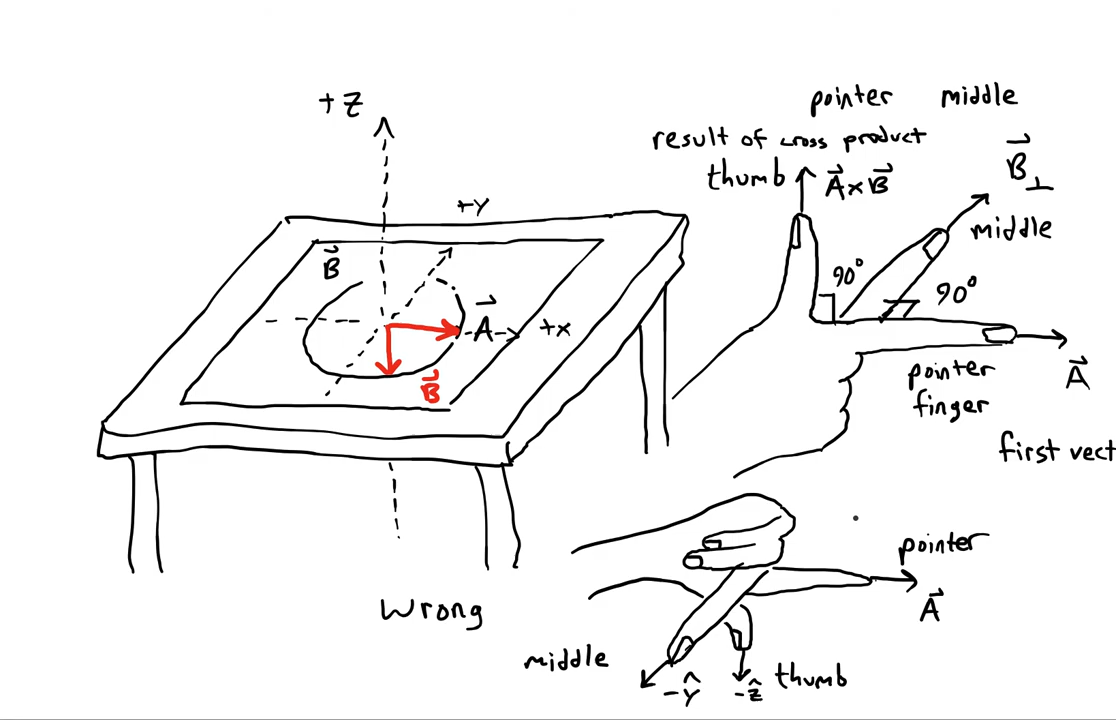 pointer middle
result of cross product
thumb A⃗ x B⃗
B⃗⊥
middle
90°
90°
A⃗
pointer
finger
first vect
+Z
+Y
B⃗
A⃗
+X
B⃗
Wrong
pointer
A⃗
middle
-ŷ
-ẑ
thumb